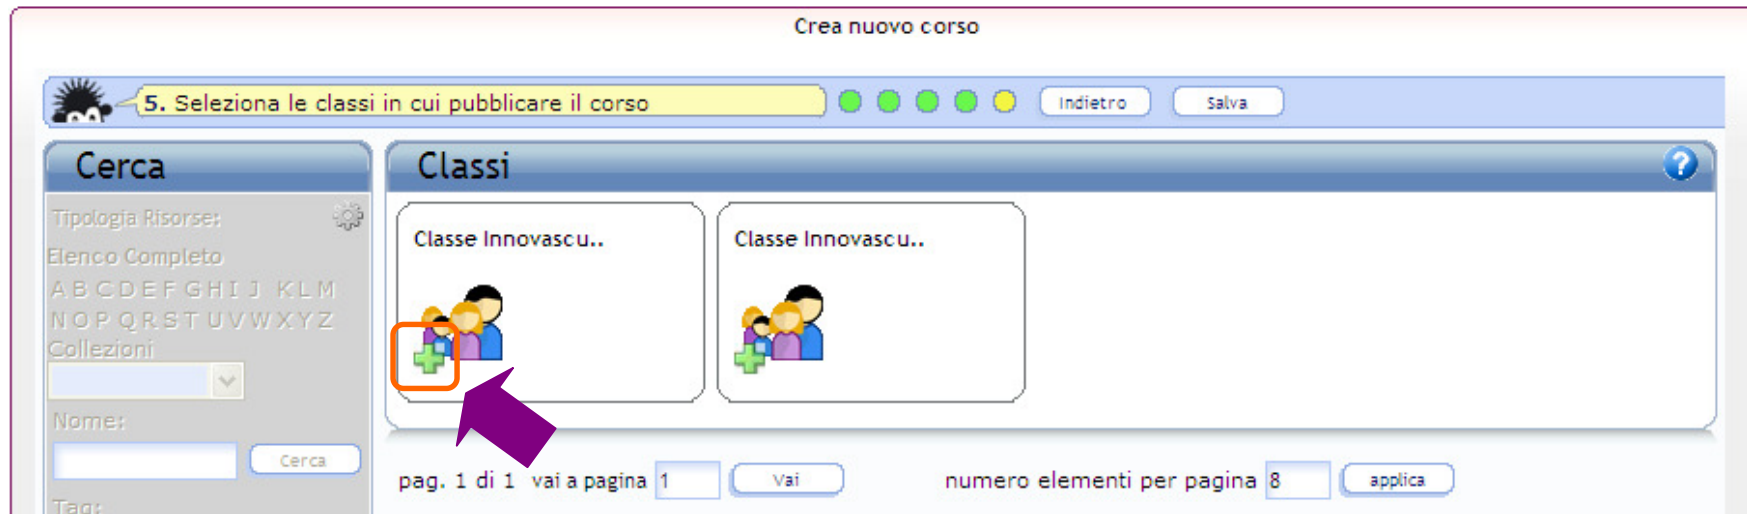 Crea nuovo corso
5. Seleziona le classi in cui pubblicare il corso
Indietro
Salva
Cerca
Classi
?
Tipologia Risorse:
Elenco Completo
A B C D E F G H I J K L M
N O P Q R S T U V W X Y Z
Collezioni
Nome:
Cerca
Tag:
Classe Innovascu..
Classe Innovascu..
pag. 1 di 1 vai a pagina 1 Vai
numero elementi per pagina 8 applica